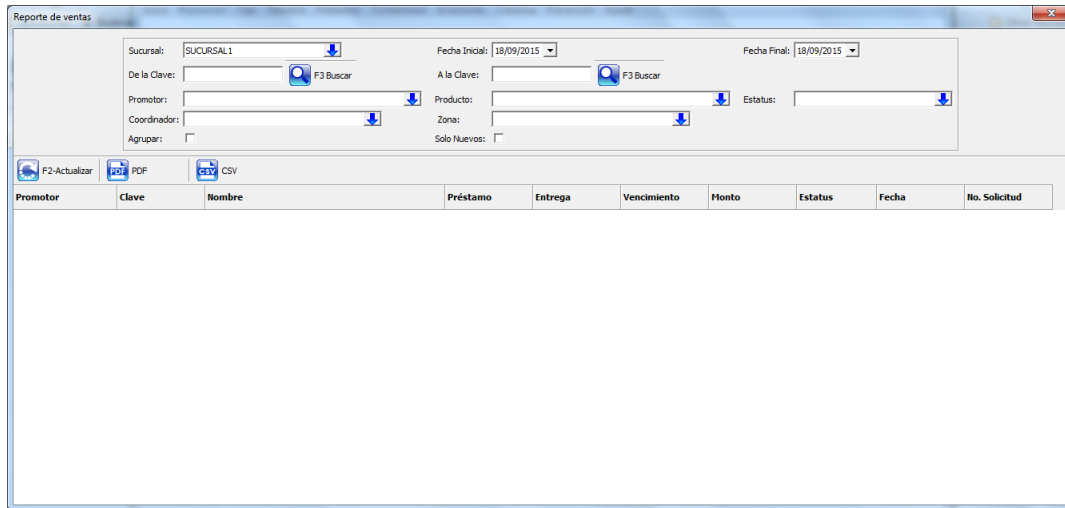 Reporte de ventas
Sucursal: SUCURSAL1 Fecha Inicial: 18/09/2015 Fecha Final: 18/09/2015
De la Clave: F3 Buscar A la Clave: F3 Buscar
Promotor: Producto: Estatus:
Coordinador: Zona:
Agrupar: Solo Nuevos:
F2-Actualizar PDF PDF CSV CSV
Promotor Clave Nombre Préstamo Entrega Vencimiento Monto Estatus Fecha No. Solicitud